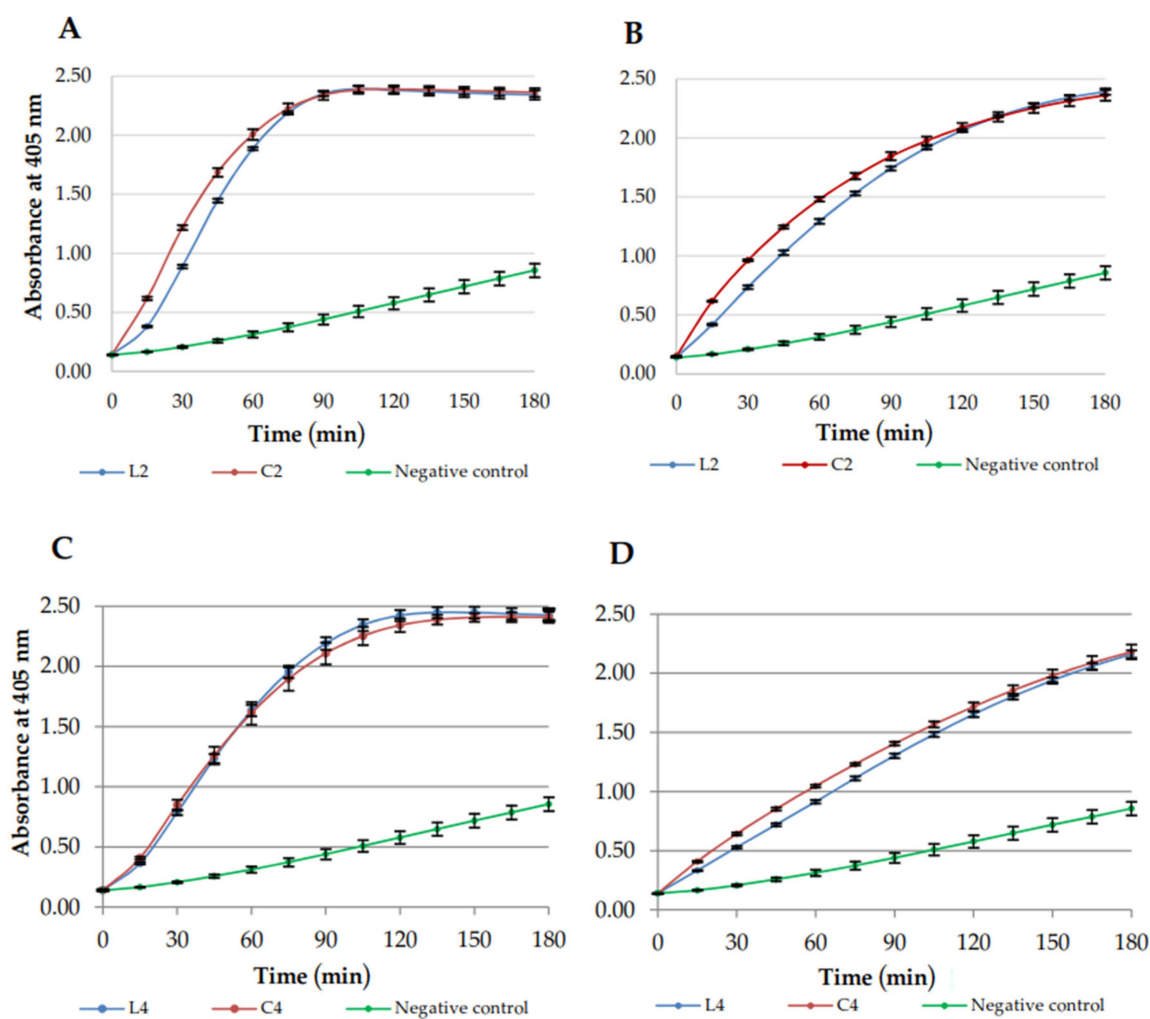 A
Absorbance at 405 nm
2.50
2.00
1.50
1.00
0.50
0.00
0 30 60 90 120 150 180
Time (min)
L2 C2 Negative control
B
2.50
2.00
1.50
1.00
0.50
0.00
0 30 60 90 120 150 180
Time (min)
L2 C2 Negative control
C
Absorbance at 405 nm
2.50
2.00
1.50
1.00
0.50
0.00
0 30 60 90 120 150 180
Time (min)
L4 C4 Negative control
D
2.50
2.00
1.50
1.00
0.50
0.00
0 30 60 90 120 150 180
Time (min)
L4 C4 Negative control